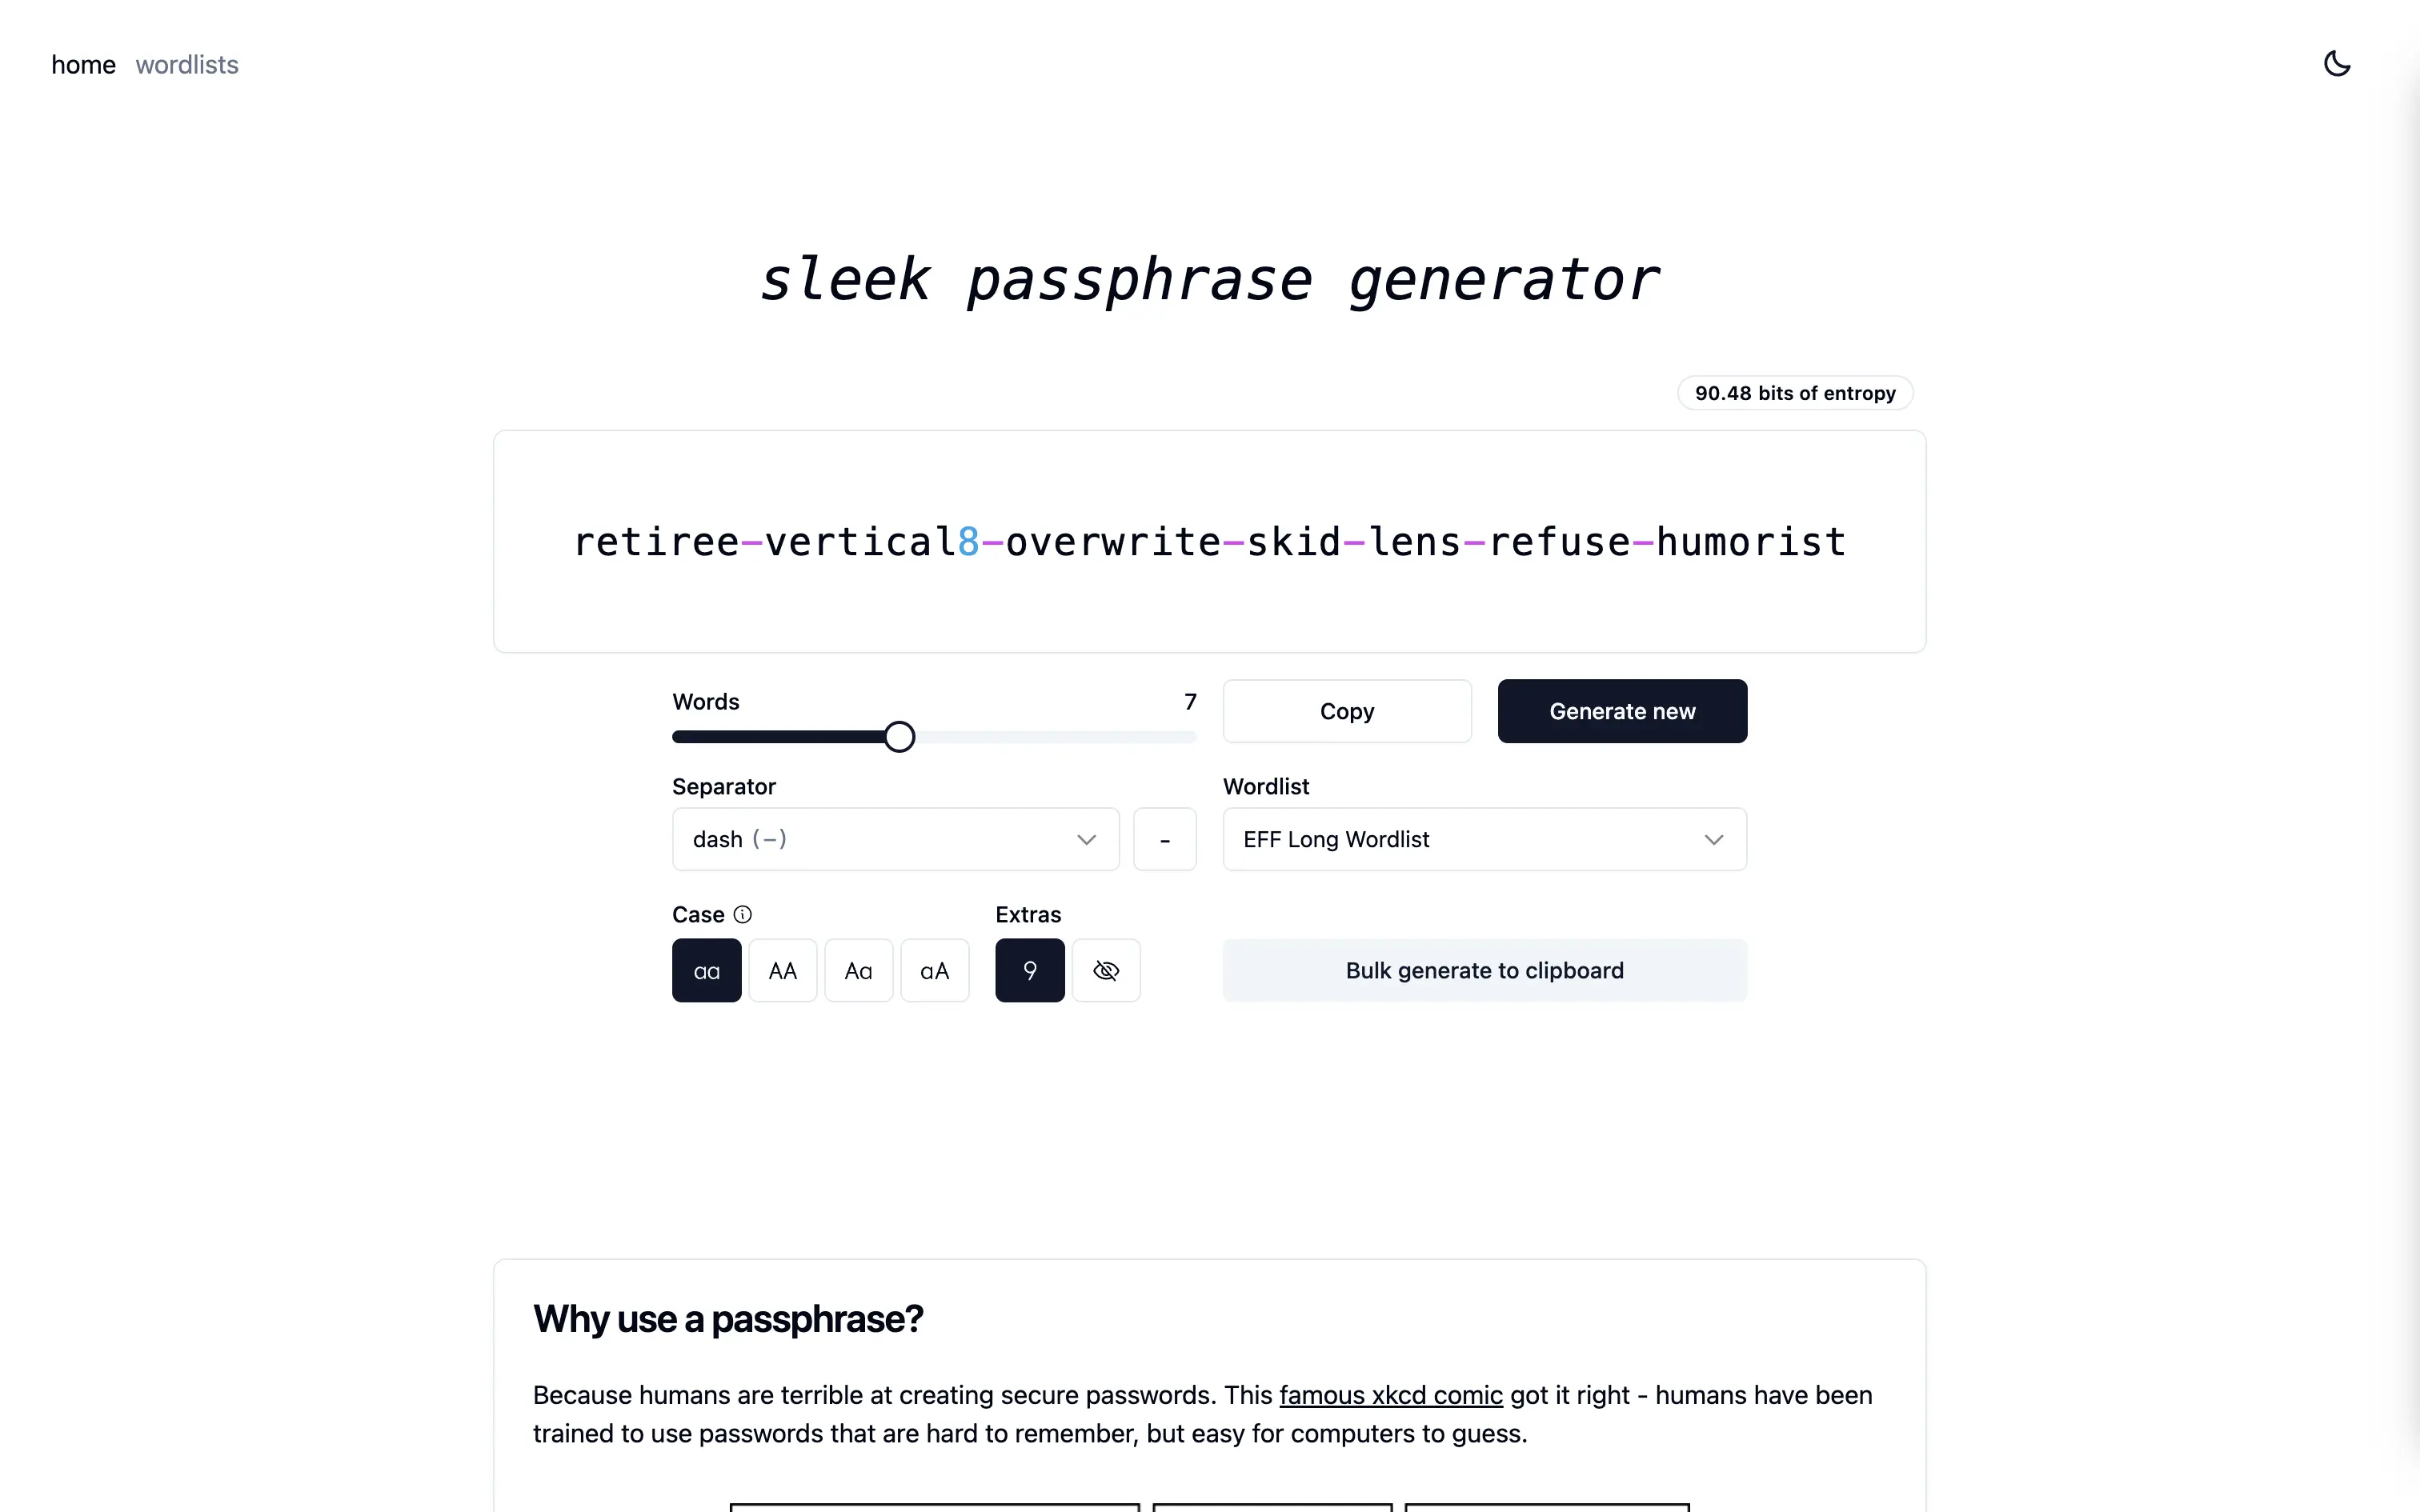 home wordlists
sleek passphrase generator
90.48 bits of entropy
retiree-vertical8-overwrite-skid-lens-refuse-humorist
Words 7
Copy
Generate new
Separator
Wordlist
dash (-)
-
EFF Long Wordlist
Case
Extras
aa
AA
Aa
aA
9
Bulk generate to clipboard
Why use a passphrase?
Because humans are terrible at creating secure passwords. This famous xkcd comic got it right - humans have been
trained to use passwords that are hard to remember, but easy for computers to guess.